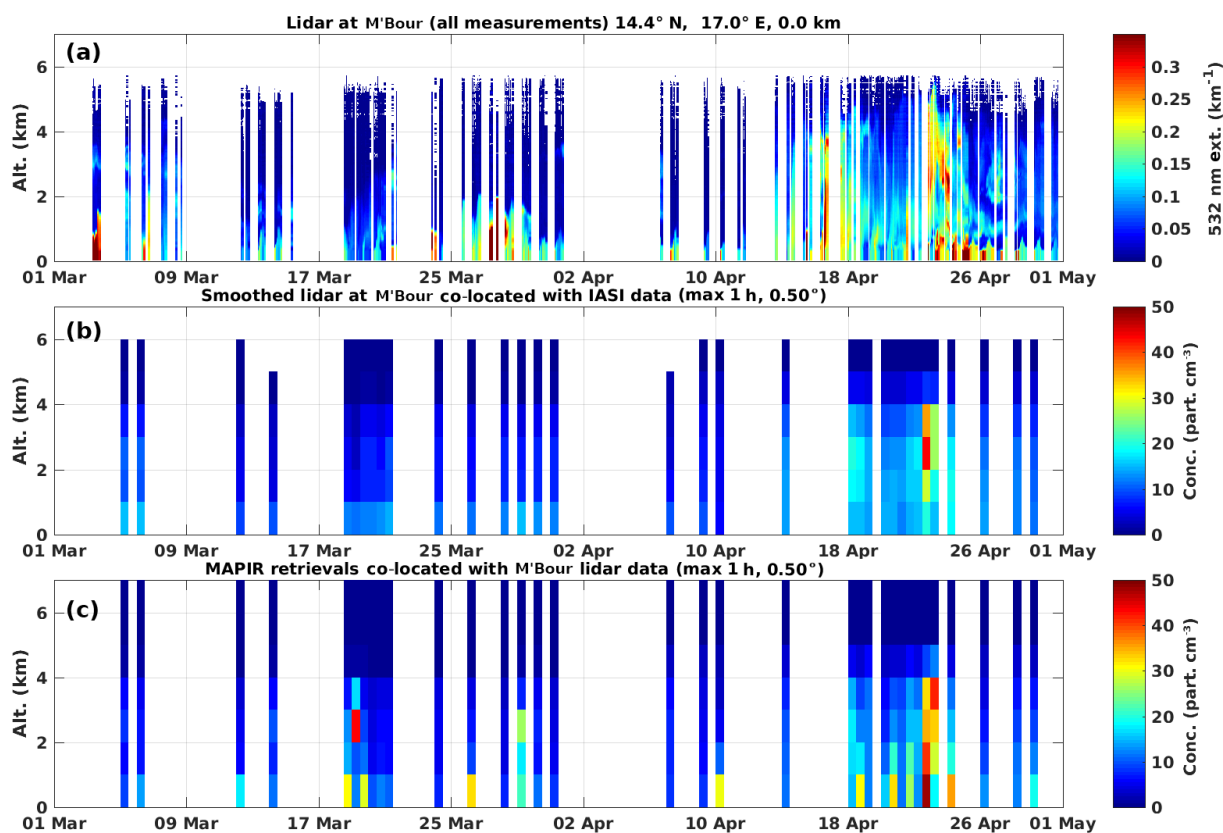 Lidar at M'Bour (all measurements) 14.4° N, 17.0° E, 0.0 km
(a)
6
4
2
0
Alt. (km)
01 Mar 09 Mar 17 Mar 25 Mar 02 Apr 10 Apr 18 Apr 26 Apr 01 May
0.3
0.25
0.2
0.15
0.1
0.05
0
532 nm ext. (km⁻¹)
Smoothed lidar at M'Bour co-located with IASI data (max 1 h, 0.50°)
(b)
6
4
2
0
Alt. (km)
01 Mar 09 Mar 17 Mar 25 Mar 02 Apr 10 Apr 18 Apr 26 Apr 01 May
50
40
30
20
10
0
Conc. (part. cm⁻³)
MAPIR retrievals co-located with M'Bour lidar data (max 1 h, 0.50°)
(c)
6
4
2
0
Alt. (km)
01 Mar 09 Mar 17 Mar 25 Mar 02 Apr 10 Apr 18 Apr 26 Apr 01 May
50
40
30
20
10
0
Conc. (part. cm⁻³)